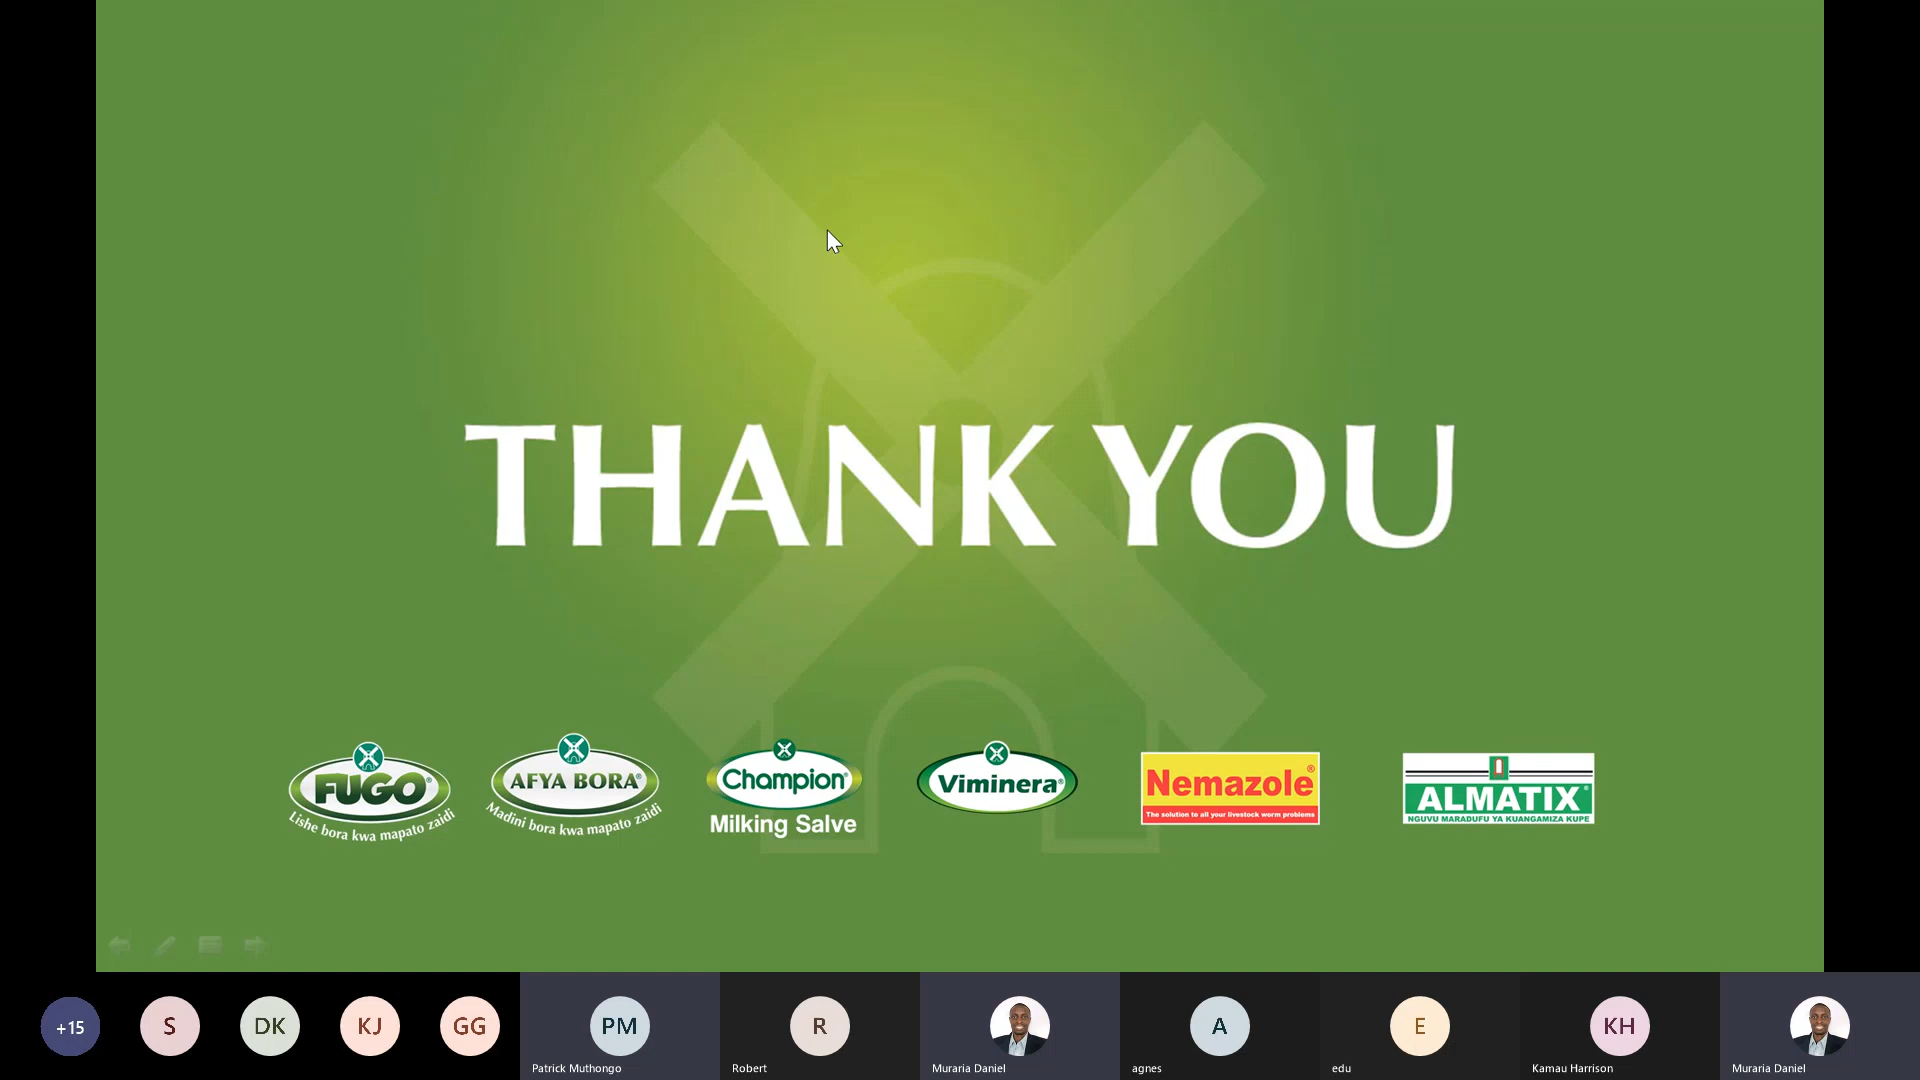 THANK YOU
FUGO®
Lishe bora kwa mapato zaidi
AFYA BORA®
Madini bora kwa mapato zaidi
Champion®
Milking Salve
Viminera®
Nemazole®
The solution to all your livestock worm problems
ALMATIX®
NGUVU MARADUFU YA KUANGAMIZA KUPE
+15
S
DK
KJ
GG
PM
Patrick Muthongo
R
Robert
Muraria Daniel
A
agnes
E
edu
KH
Kamau Harrison
Muraria Daniel